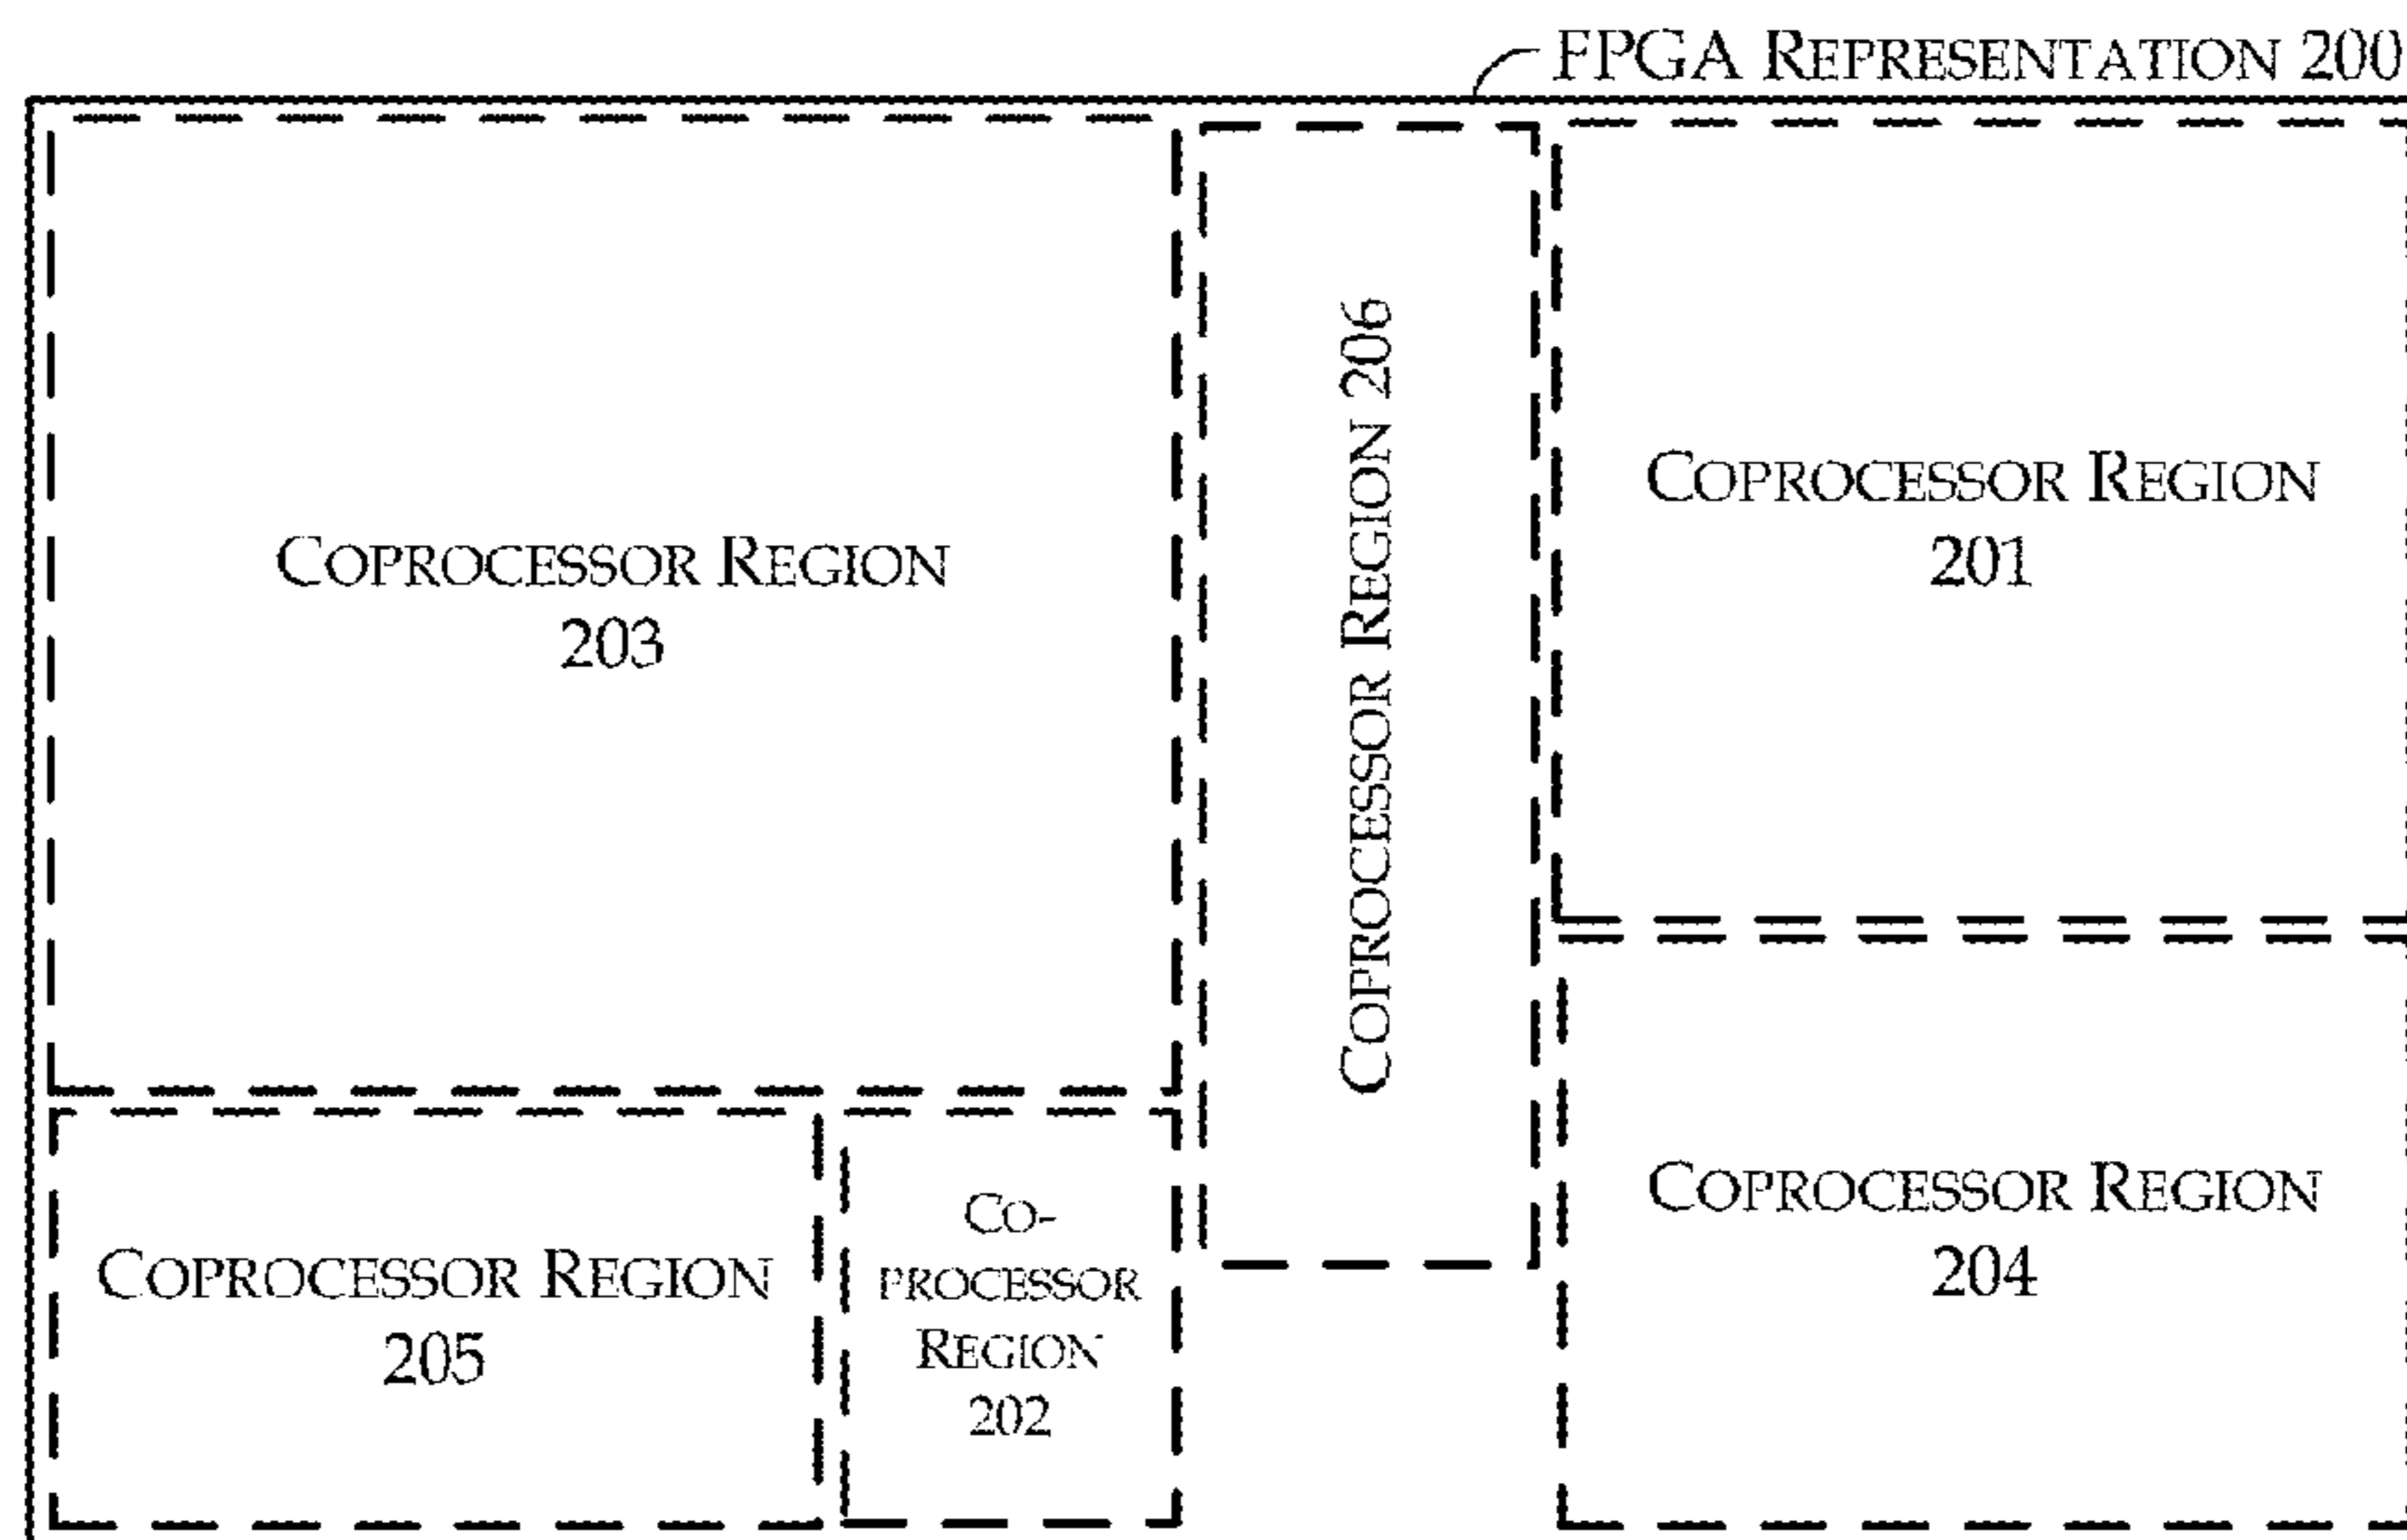 FPGA REPRESENTATION 200
COPROCESSOR REGION
203
COPROCESSOR REGION 206
COPROCESSOR REGION
201
COPROCESSOR REGION
205
CO-
PROCESSOR
REGION
202
COPROCESSOR REGION
204